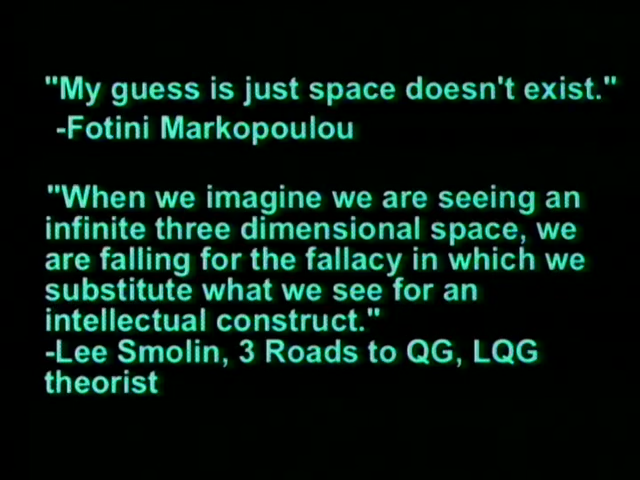 "My guess is just space doesn't exist."
-Fotini Markopoulou
"When we imagine we are seeing an
infinite three dimensional space, we
are falling for the fallacy in which we
substitute what we see for an
intellectual construct."
-Lee Smolin, 3 Roads to QG, LQG
theorist